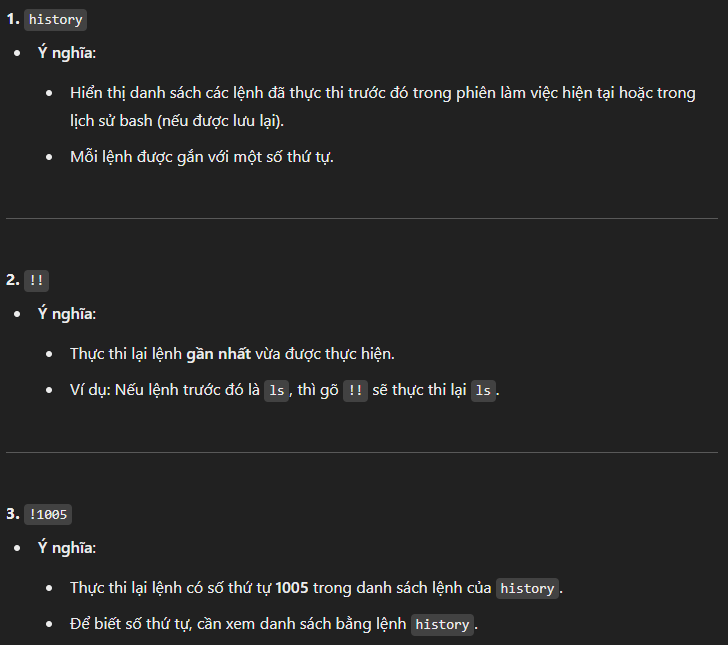 1. history
• Ý nghĩa:
• Hiển thị danh sách các lệnh đã thực thi trước đó trong phiên làm việc hiện tại hoặc trong
lịch sử bash (nếu được lưu lại).
• Mỗi lệnh được gắn với một số thứ tự.
2. !!
• Ý nghĩa:
• Thực thi lại lệnh gần nhất vừa được thực hiện.
• Ví dụ: Nếu lệnh trước đó là ls, thì gõ !! sẽ thực thi lại ls.
3. !1005
• Ý nghĩa:
• Thực thi lại lệnh có số thứ tự 1005 trong danh sách lệnh của history.
• Để biết số thứ tự, cần xem danh sách bằng lệnh history.